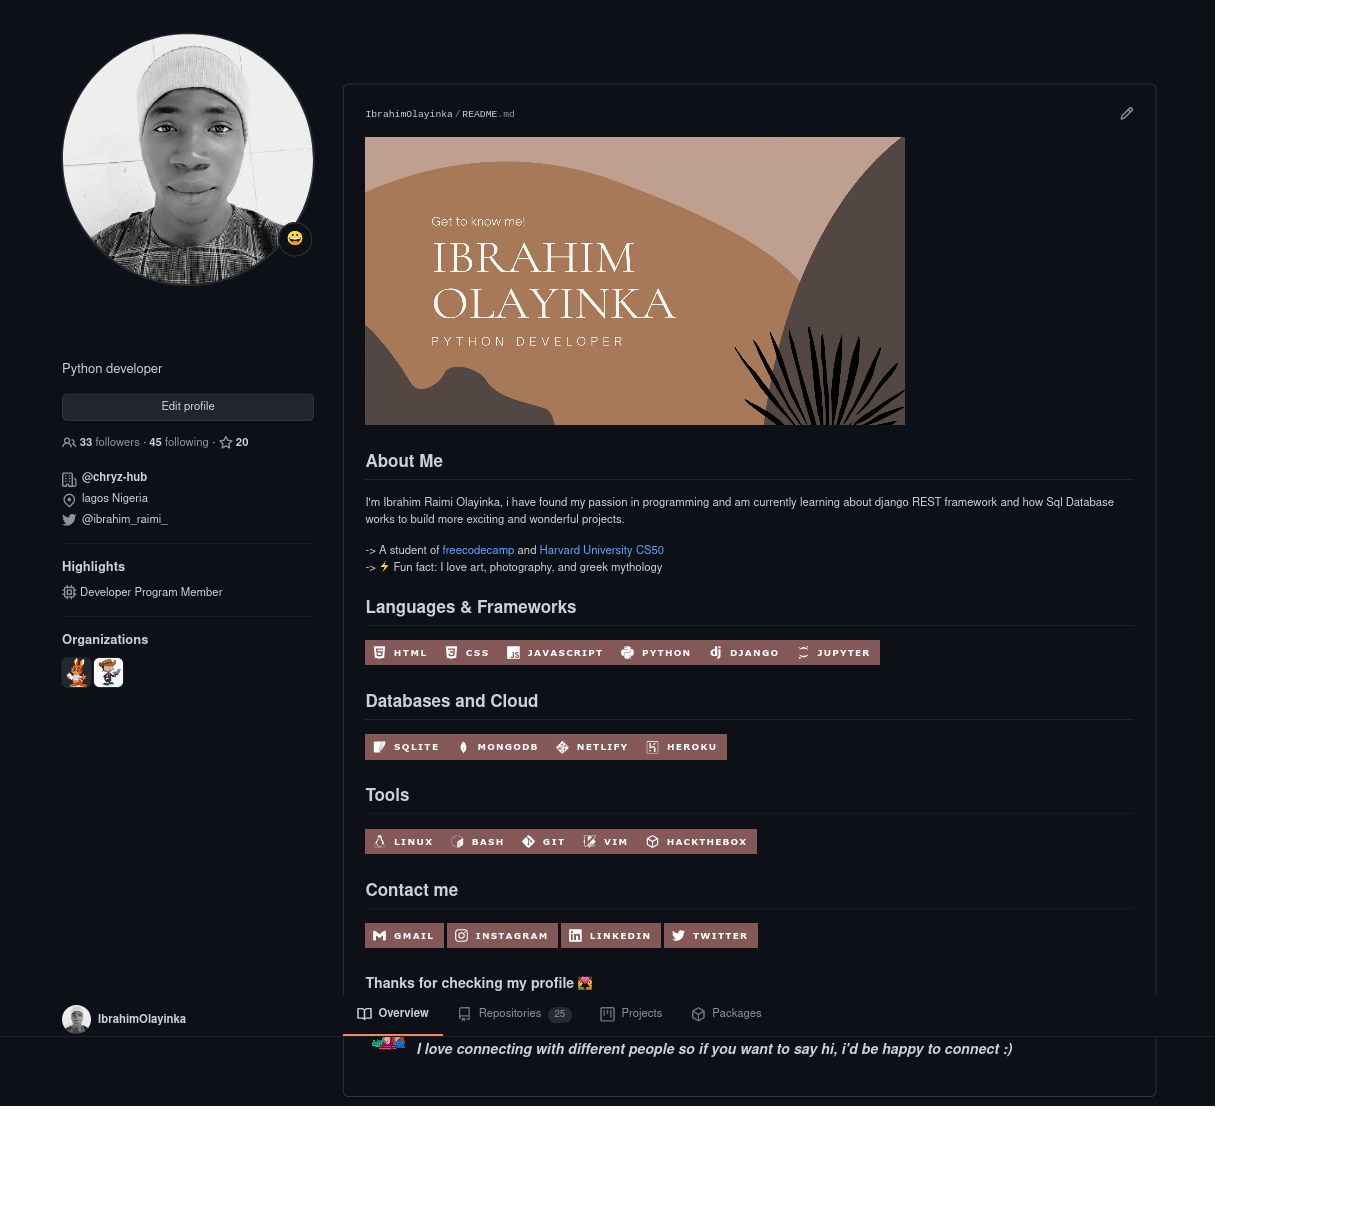 Python developer
Edit profile
33 followers · 45 following · 20
@chryz-hub
lagos Nigeria
@ibrahim_raimi_
Highlights
Developer Program Member
Organizations
IbrahimOlayinka / README.md
Get to know me!
IBRAHIM
OLAYINKA
PYTHON DEVELOPER
About Me
I'm Ibrahim Raimi Olayinka, i have found my passion in programming and am currently learning about django REST framework and how Sql Database
works to build more exciting and wonderful projects.
-> A student of freecodecamp and Harvard University CS50
-> ⚡ Fun fact: I love art, photography, and greek mythology
Languages & Frameworks
HTML CSS JS JAVASCRIPT PYTHON dj DJANGO JUPYTER
Databases and Cloud
SQLITE MONGODB NETLIFY HEROKU
Tools
LINUX BASH GIT VIM HACKTHEBOX
Contact me
GMAIL INSTAGRAM in LINKEDIN TWITTER
Thanks for checking my profile
IbrahimOlayinka
Overview Repositories 25 Projects Packages
I love connecting with different people so if you want to say hi, i'd be happy to connect :)